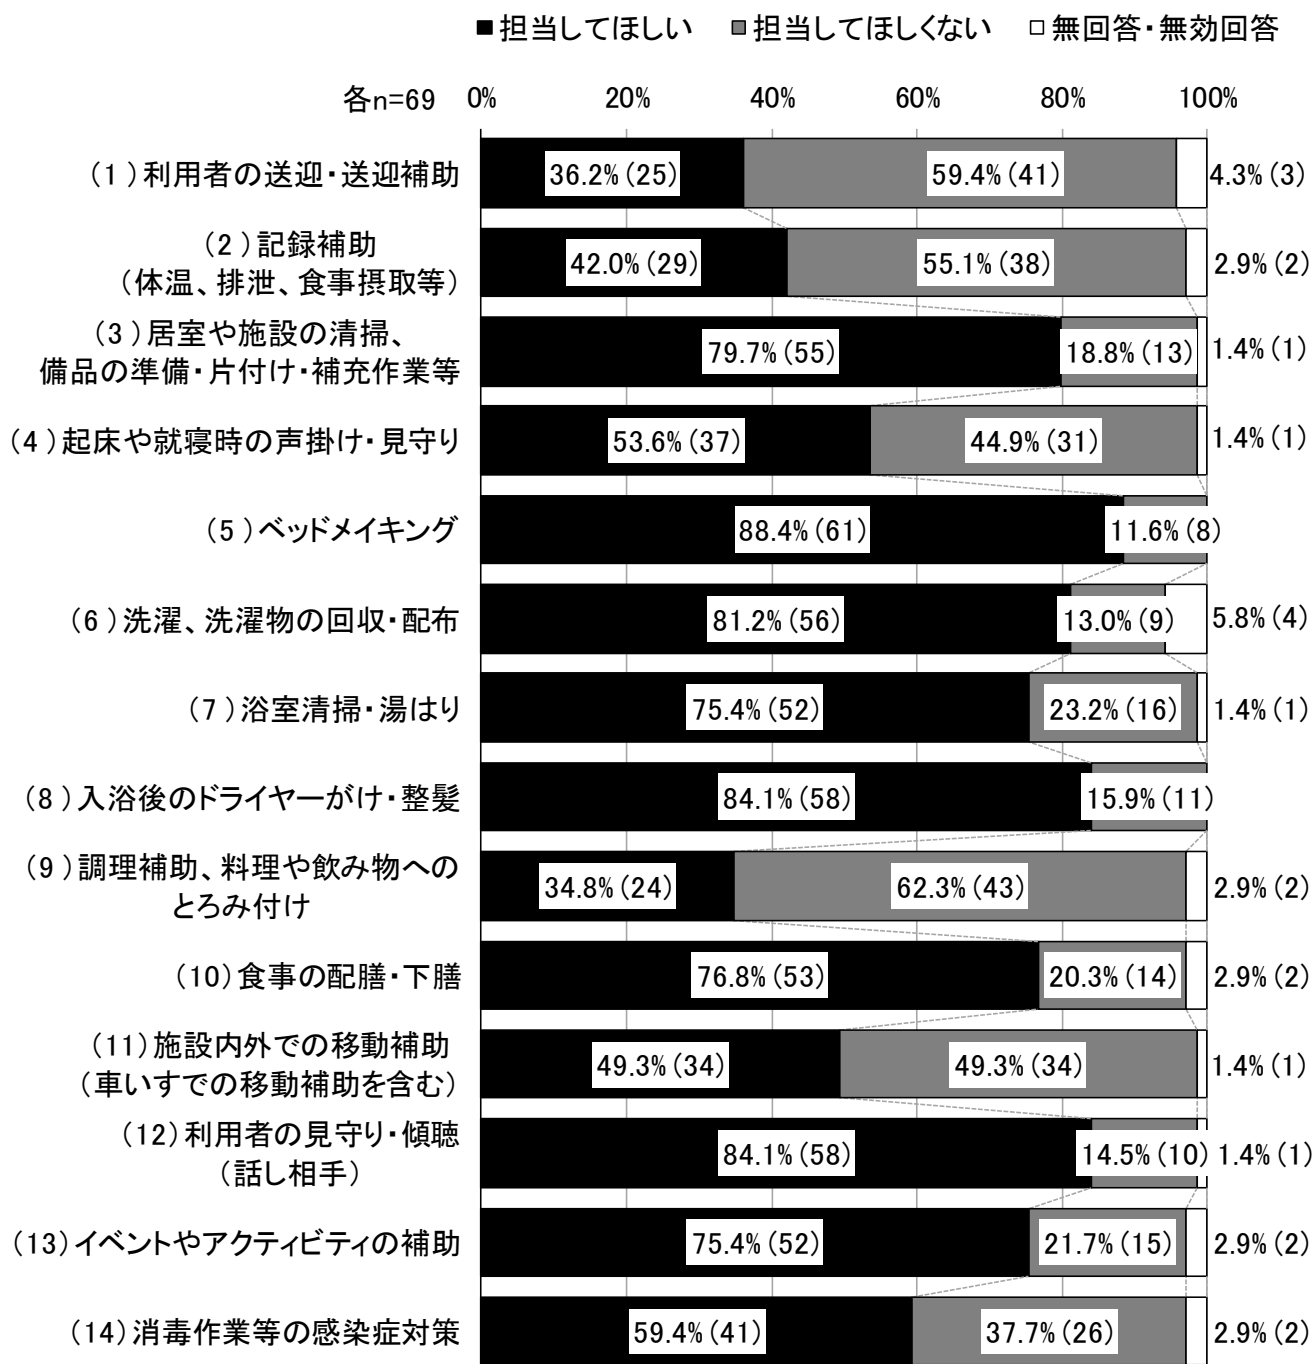 ■担当してほしい ■担当してほしくない □無回答・無効回答
各n=69 0% 20% 40% 60% 80% 100%
(1)利用者の送迎・送迎補助 36.2%(25) 59.4%(41) 4.3%(3)
(2)記録補助
(体温、排泄、食事摂取等) 42.0%(29) 55.1%(38) 2.9%(2)
(3)居室や施設の清掃、
備品の準備・片付け・補充作業等 79.7%(55) 18.8%(13) 1.4%(1)
(4)起床や就寝時の声掛け・見守り 53.6%(37) 44.9%(31) 1.4%(1)
(5)ベッドメイキング 88.4%(61) 11.6%(8)
(6)洗濯、洗濯物の回収・配布 81.2%(56) 13.0%(9) 5.8%(4)
(7)浴室清掃・湯はり 75.4%(52) 23.2%(16) 1.4%(1)
(8)入浴後のドライヤーがけ・整髪 84.1%(58) 15.9%(11)
(9)調理補助、料理や飲み物への
とろみ付け 34.8%(24) 62.3%(43) 2.9%(2)
(10)食事の配膳・下膳 76.8%(53) 20.3%(14) 2.9%(2)
(11)施設内外での移動補助
(車いすでの移動補助を含む) 49.3%(34) 49.3%(34) 1.4%(1)
(12)利用者の見守り・傾聴
(話し相手) 84.1%(58) 14.5%(10) 1.4%(1)
(13)イベントやアクティビティの補助 75.4%(52) 21.7%(15) 2.9%(2)
(14)消毒作業等の感染症対策 59.4%(41) 37.7%(26) 2.9%(2)